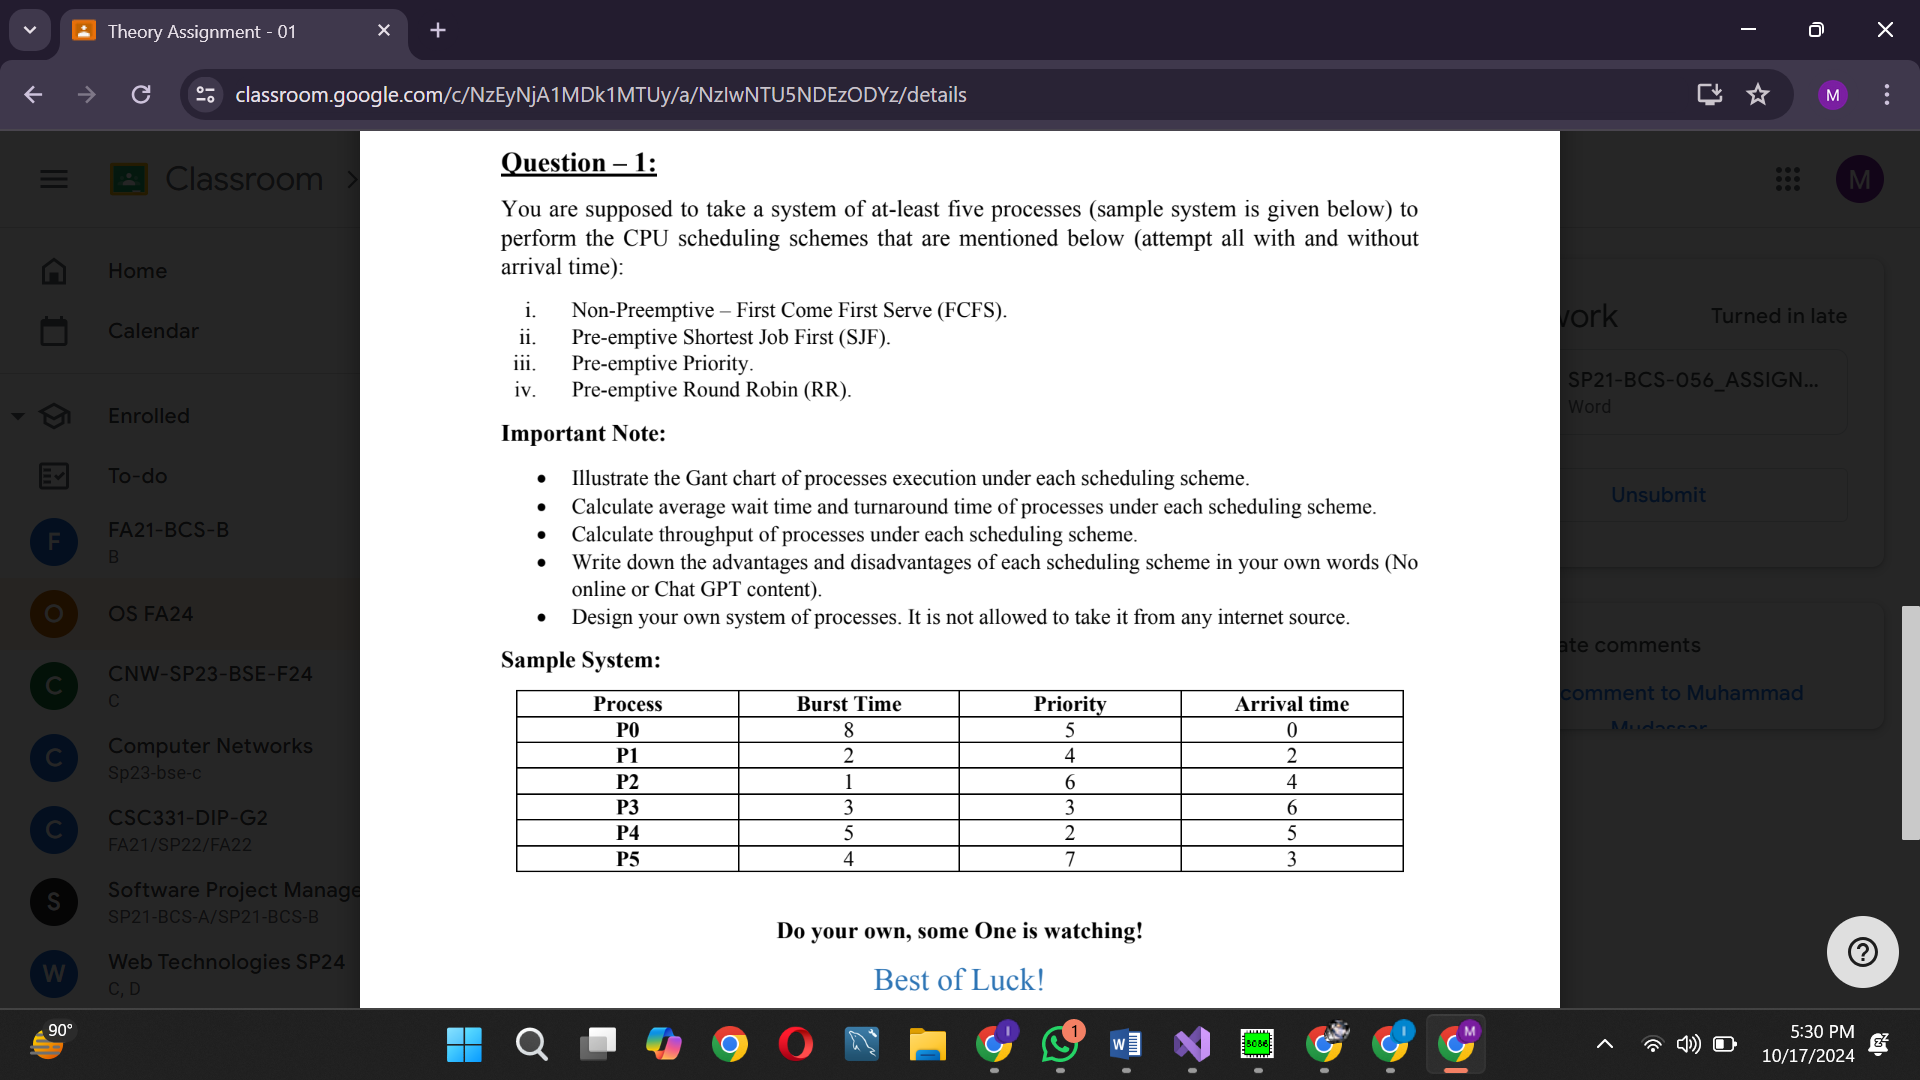 Theory Assignment - 01
classroom.google.com/c/NzEyNjA1MDk1MTUy/a/NzIwNTU5NDEzODYz/details
M
Classroom
M
Home
Calendar
Enrolled
To-do
F
FA21-BCS-B
B
O
OS FA24
C
CNW-SP23-BSE-F24
C
C
Computer Networks
Sp23-bse-c
C
CSC331-DIP-G2
FA21/SP22/FA22
S
Software Project Manage
SP21-BCS-A/SP21-BCS-B
W
Web Technologies SP24
C, D
Question – 1:
You are supposed to take a system of at-least five processes (sample system is given below) to
perform the CPU scheduling schemes that are mentioned below (attempt all with and without
arrival time):
i. Non-Preemptive – First Come First Serve (FCFS).
ii. Pre-emptive Shortest Job First (SJF).
iii. Pre-emptive Priority.
iv. Pre-emptive Round Robin (RR).
Important Note:
• Illustrate the Gant chart of processes execution under each scheduling scheme.
• Calculate average wait time and turnaround time of processes under each scheduling scheme.
• Calculate throughput of processes under each scheduling scheme.
• Write down the advantages and disadvantages of each scheduling scheme in your own words (No
online or Chat GPT content).
• Design your own system of processes. It is not allowed to take it from any internet source.
Sample System:
Process Burst Time Priority Arrival time
P0 8 5 0
P1 2 4 2
P2 1 6 4
P3 3 3 6
P4 5 2 5
P5 4 7 3
Do your own, some One is watching!
Best of Luck!
work
Turned in late
SP21-BCS-056_ASSIGN...
Word
Unsubmit
ate comments
comment to Muhammad
Mudassar
90°
1
M
5:30 PM
10/17/2024